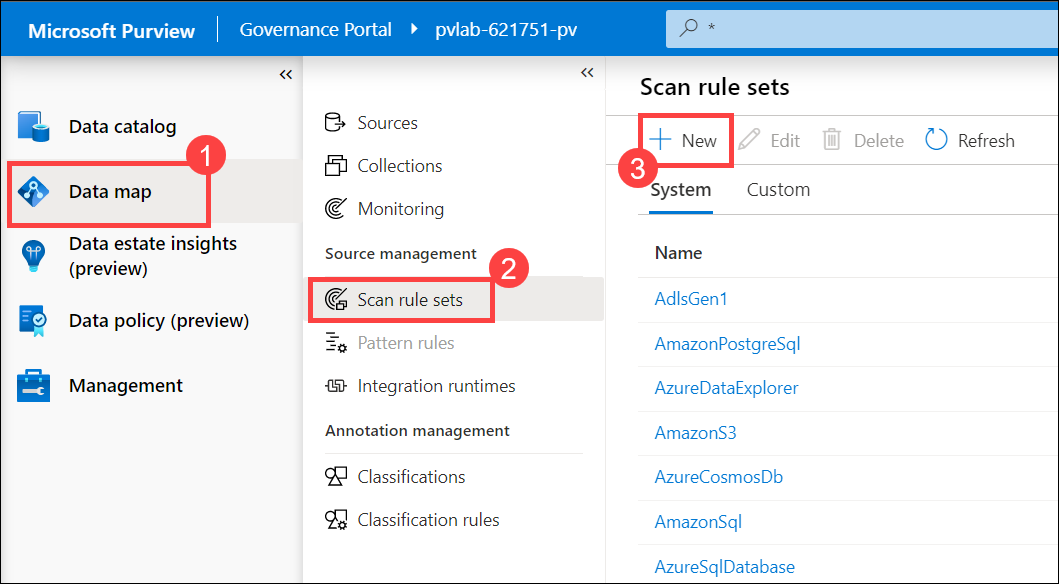 Microsoft Purview
Governance Portal
pvlab-621751-pv
*
Data catalog
1
Data map
Data estate insights
(preview)
Data policy (preview)
Management
Sources
Collections
Monitoring
Source management
2
Scan rule sets
Pattern rules
Integration runtimes
Annotation management
Classifications
Classification rules
Scan rule sets
New Edit Delete Refresh
3
System Custom
Name
AdlsGen1
AmazonPostgreSql
AzureDataExplorer
AmazonS3
AzureCosmosDb
AmazonSql
AzureSqlDatabase